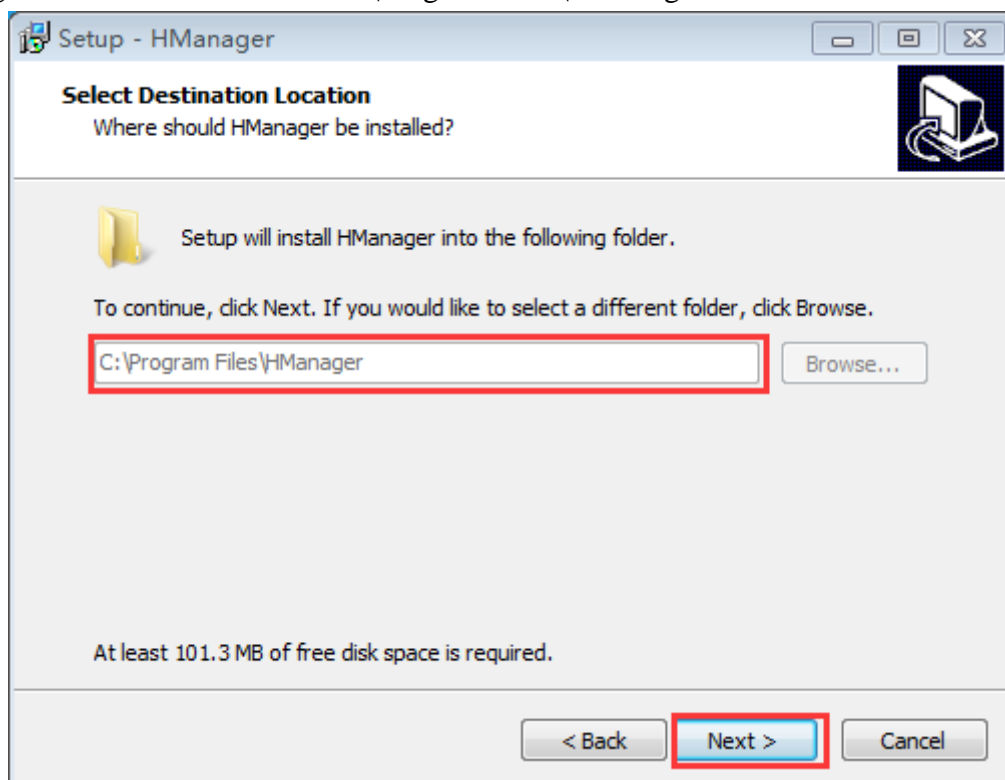 Setup - HManager
Select Destination Location
Where should HManager be installed?
Setup will install HManager into the following folder.
To continue, click Next. If you would like to select a different folder, click Browse.
C:\Program Files\HManager
Browse...
At least 101.3 MB of free disk space is required.
< Back
Next >
Cancel